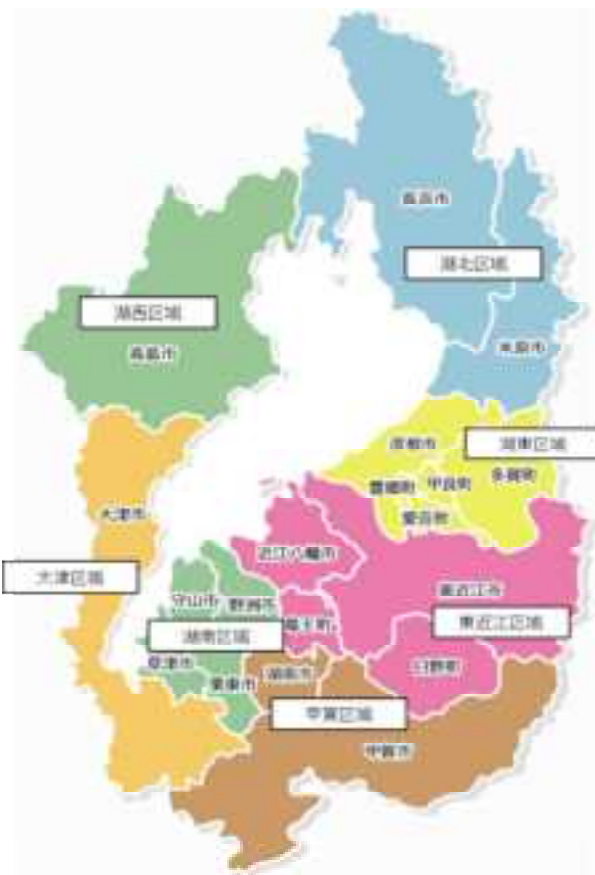 長浜市
湖北区域
湖西区域
高島市
米原市
彦根市
湖東区域
豊郷町
甲良町
多賀町
愛荘町
大津市
近江八幡市
大津区域
守山市
野洲市
東近江市
竜王町
東近江区域
湖南区域
草津市
栗東市
湖南市
日野町
甲賀区域
甲賀市